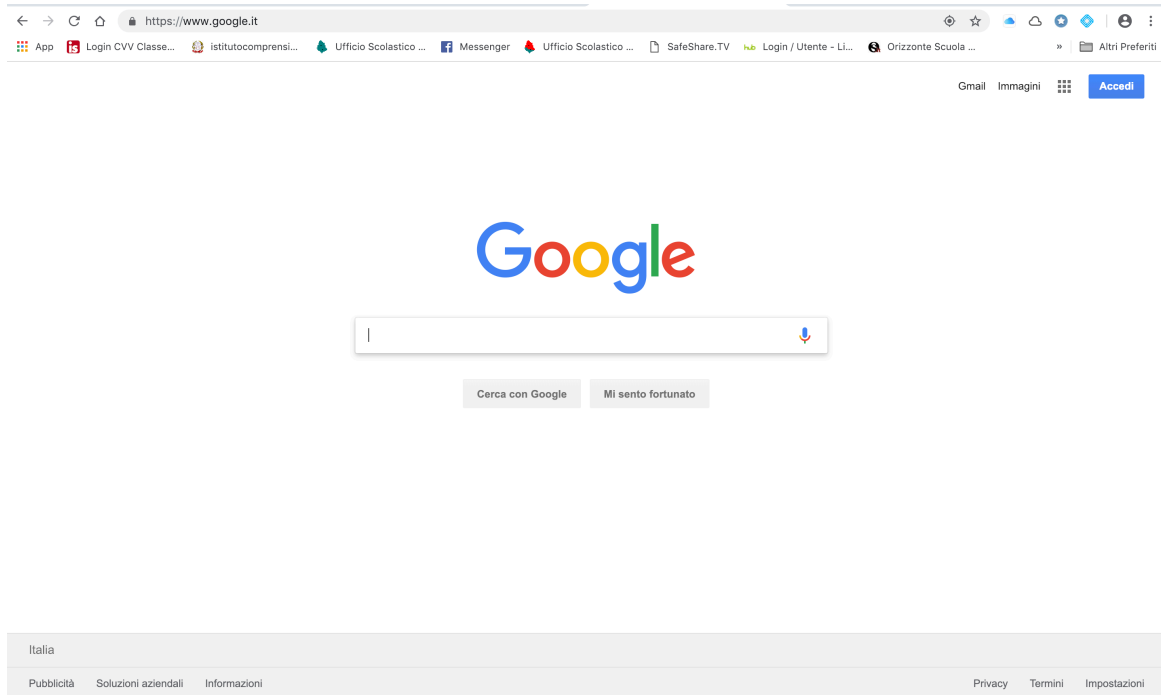 https://www.google.it
App is Login CVV Classe... istitutocomprensi... Ufficio Scolastico ... Messenger Ufficio Scolastico ... SafeShare.TV hub Login / Utente - Li... Orizzonte Scuola ... » Altri Preferiti
Gmail Immagini Accedi
Google
Cerca con Google Mi sento fortunato
Italia
Pubblicità Soluzioni aziendali Informazioni Privacy Termini Impostazioni